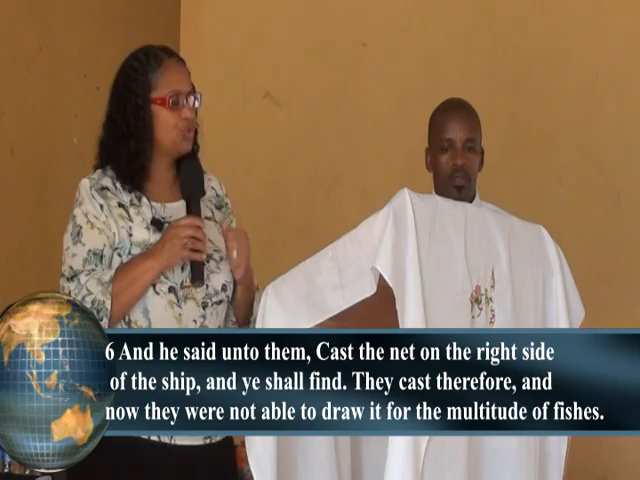 6 And he said unto them, Cast the net on the right side
of the ship, and ye shall find. They cast therefore, and
now they were not able to draw it for the multitude of fishes.